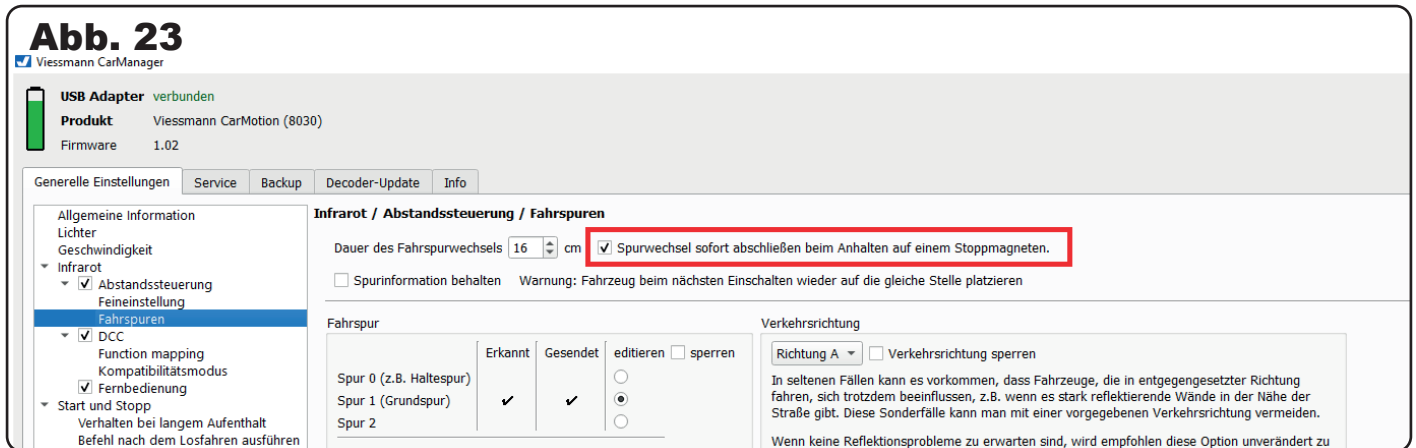 Abb. 23
Viessmann CarManager
USB Adapter verbunden
Produkt Viessmann CarMotion (8030)
Firmware 1.02
Generelle Einstellungen Service Backup Decoder-Update Info
Allgemeine Information
Lichter
Geschwindigkeit
Infrarot
Abstandssteuerung
Feineinstellung
Fahrspuren
DCC
Function mapping
Kompatibilitätsmodus
Fernbedienung
Start und Stopp
Verhalten bei langem Aufenthalt
Befehl nach dem Losfahren ausführen
Infrarot / Abstandssteuerung / Fahrspuren
Dauer des Fahrspurwechsels 16 cm Spurwechsel sofort abschließen beim Anhalten auf einem Stoppmagneten.
Spurinformation behalten Warnung: Fahrzeug beim nächsten Einschalten wieder auf die gleiche Stelle platzieren
Fahrspur
Erkannt Gesendet editieren sperren
Spur 0 (z.B. Haltespur)
Spur 1 (Grundspur)
Spur 2
Verkehrsrichtung
Richtung A Verkehrsrichtung sperren
In seltenen Fällen kann es vorkommen, dass Fahrzeuge, die in entgegengesetzter Richtung
fahren, sich trotzdem beeinflussen, z.B. wenn es stark reflektierende Wände in der Nähe der
Straße gibt. Diese Sonderfälle kann man mit einer vorgegebenen Verkehrsrichtung vermeiden.
Wenn keine Reflektionsprobleme zu erwarten sind, wird empfohlen diese Option unverändert zu